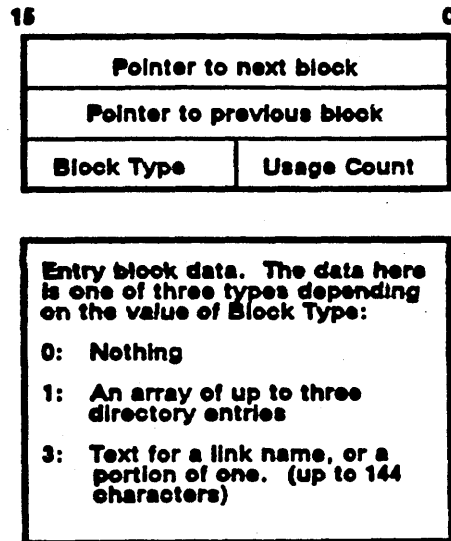 15 0
Pointer to next block
Pointer to previous block
Block Type Usage Count
Entry block data. The data here
is one of three types depending
on the value of Block Type:
0: Nothing
1: An array of up to three
directory entries
3: Text for a link name, or a
portion of one. (up to 144
characters)